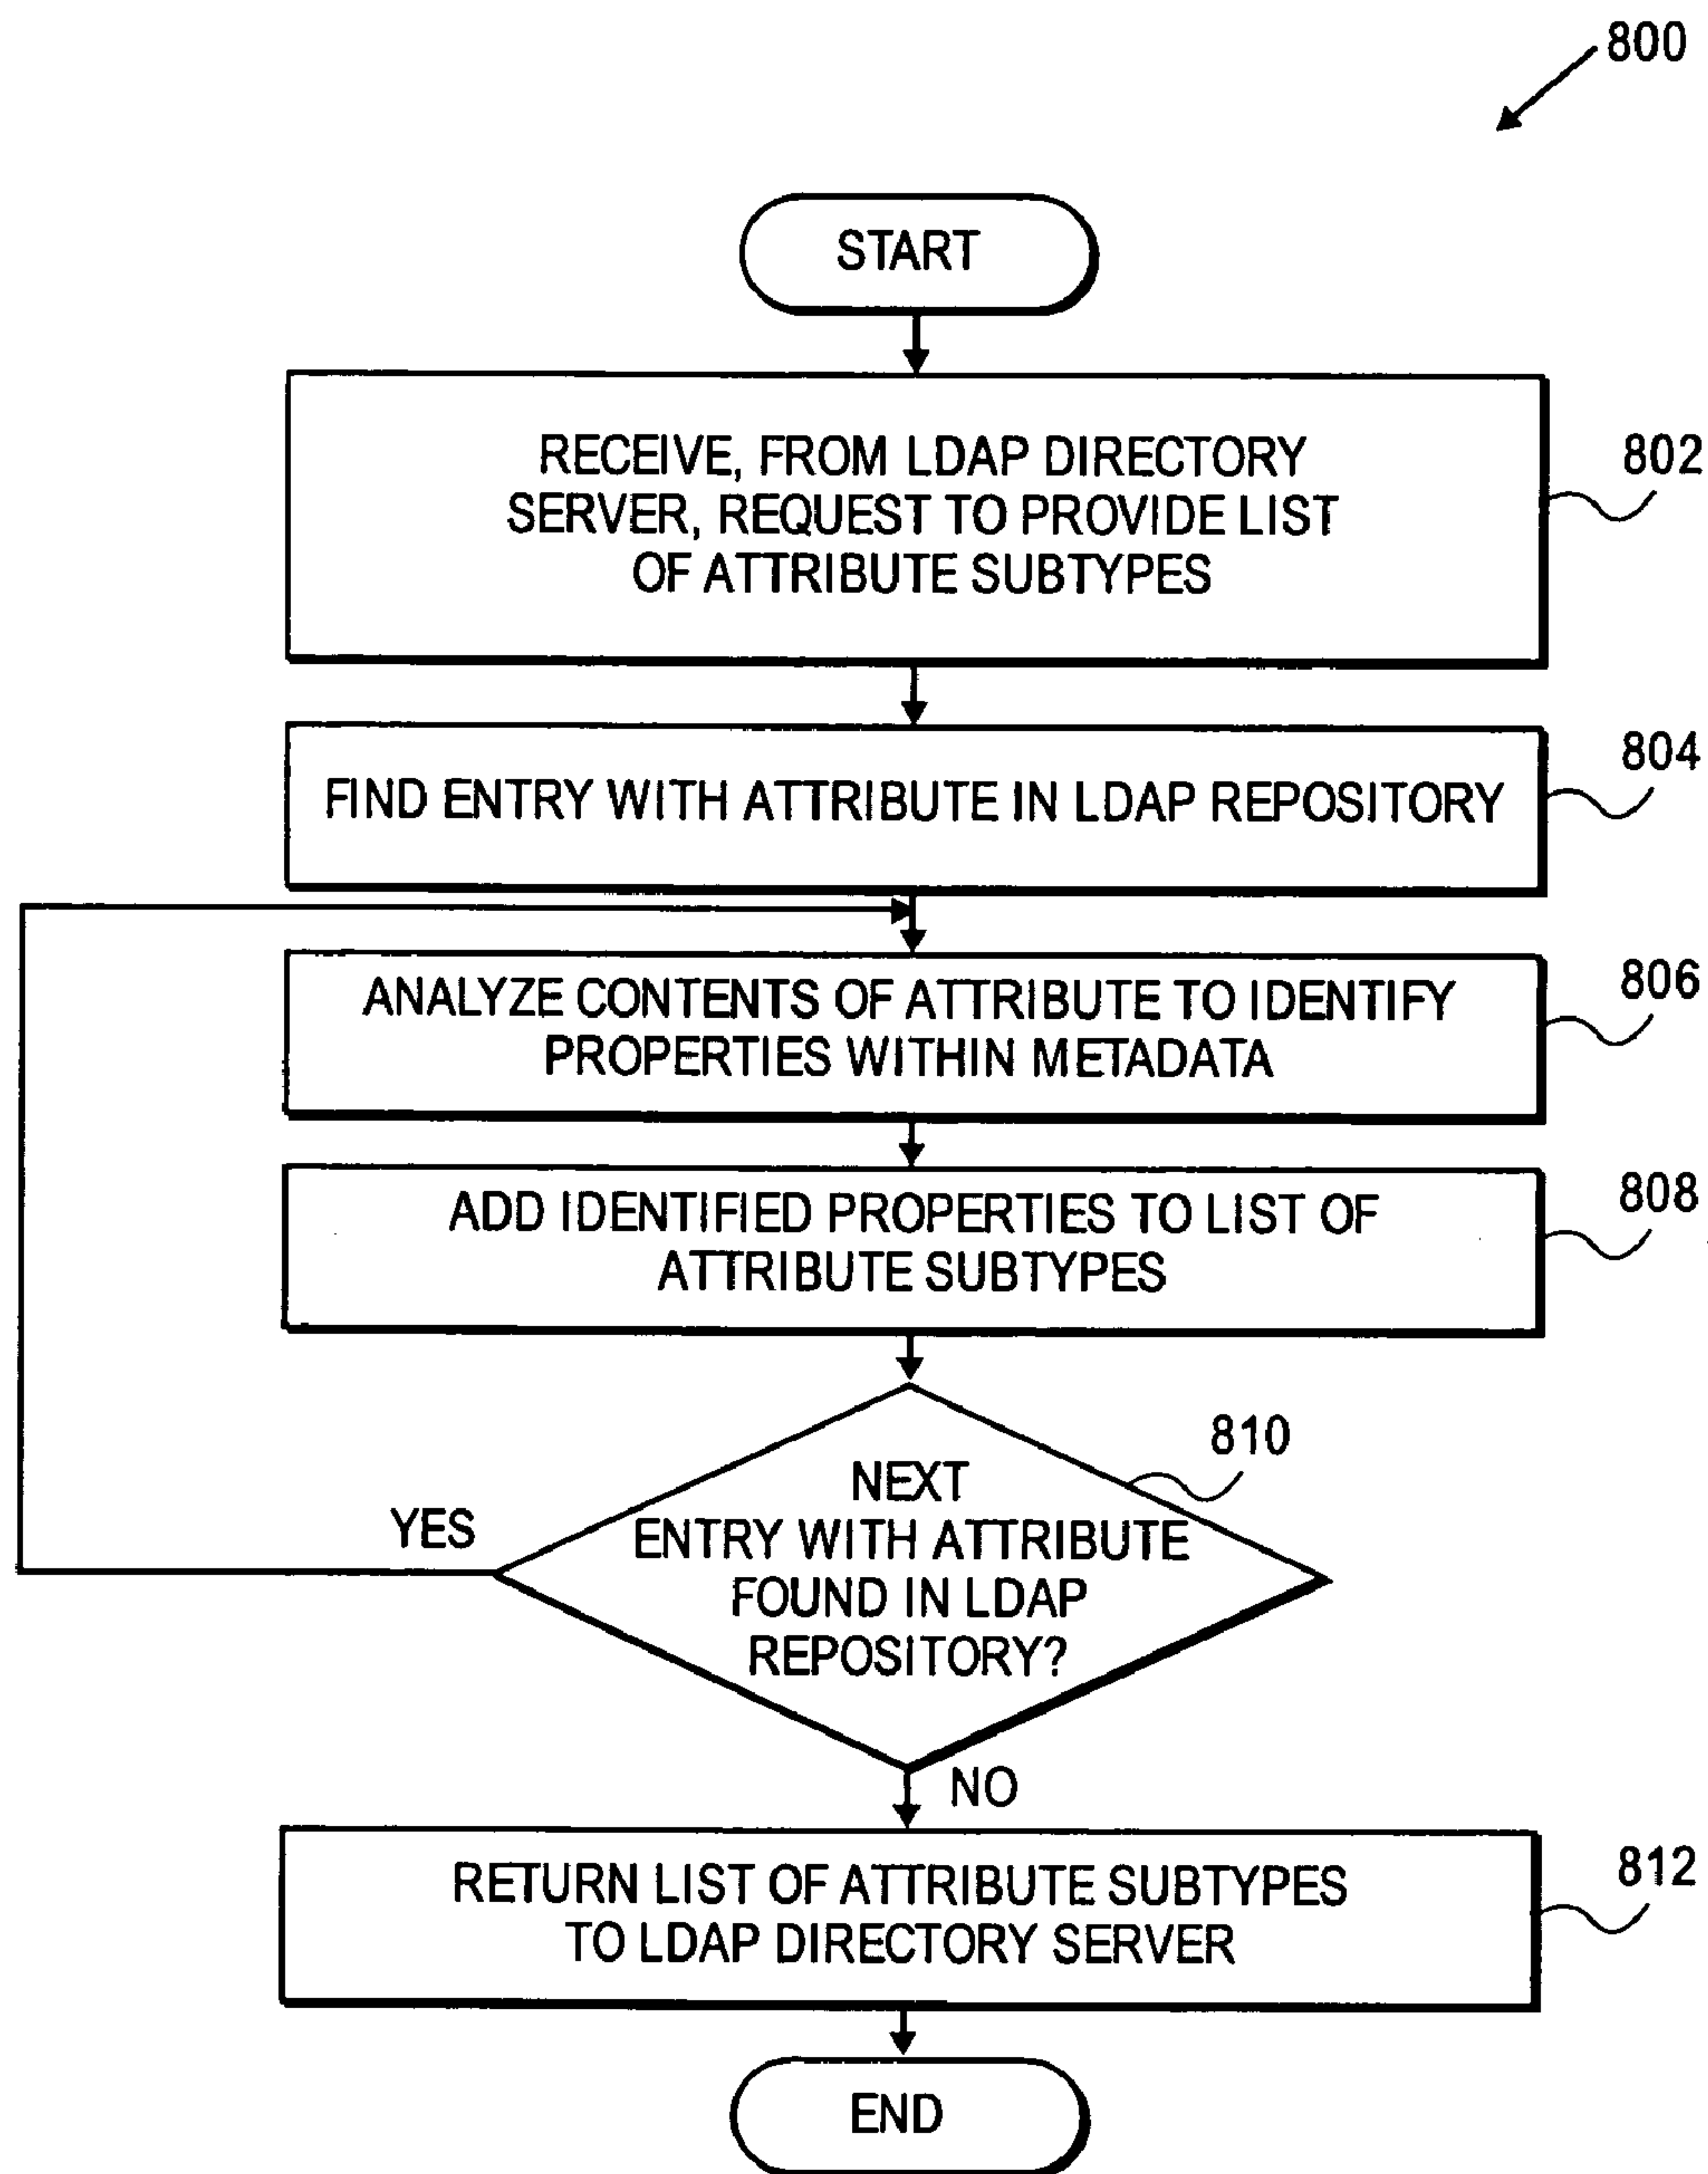 800
START
RECEIVE, FROM LDAP DIRECTORY
SERVER, REQUEST TO PROVIDE LIST
OF ATTRIBUTE SUBTYPES
802
FIND ENTRY WITH ATTRIBUTE IN LDAP REPOSITORY
804
ANALYZE CONTENTS OF ATTRIBUTE TO IDENTIFY
PROPERTIES WITHIN METADATA
806
ADD IDENTIFIED PROPERTIES TO LIST OF
ATTRIBUTE SUBTYPES
808
810
NEXT
ENTRY WITH ATTRIBUTE
FOUND IN LDAP
REPOSITORY?
YES
NO
RETURN LIST OF ATTRIBUTE SUBTYPES
TO LDAP DIRECTORY SERVER
812
END